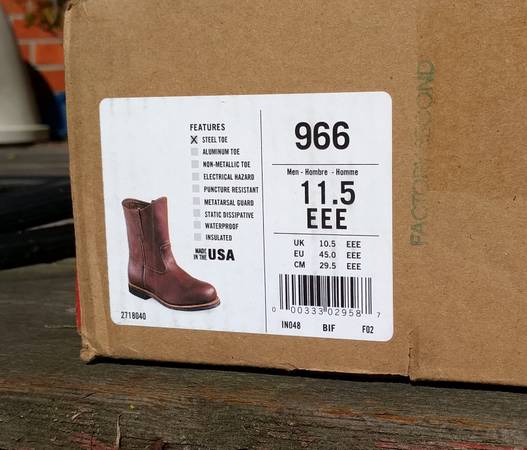 FEATURES
X STEEL TOE
ALUMINUM TOE
NON-METALLIC TOE
ELECTRICAL HAZARD
PUNCTURE RESISTANT
METATARSAL GUARD
STATIC DISSIPATIVE
WATERPROOF
INSULATED
MADE IN THE USA
2718040
966
Men - Hombre - Homme
11.5
EEE
UK 10.5 EEE
EU 45.0 EEE
CM 29.5 EEE
0 00333 02958 7
IN048 BIF F02
FACTORY SECOND